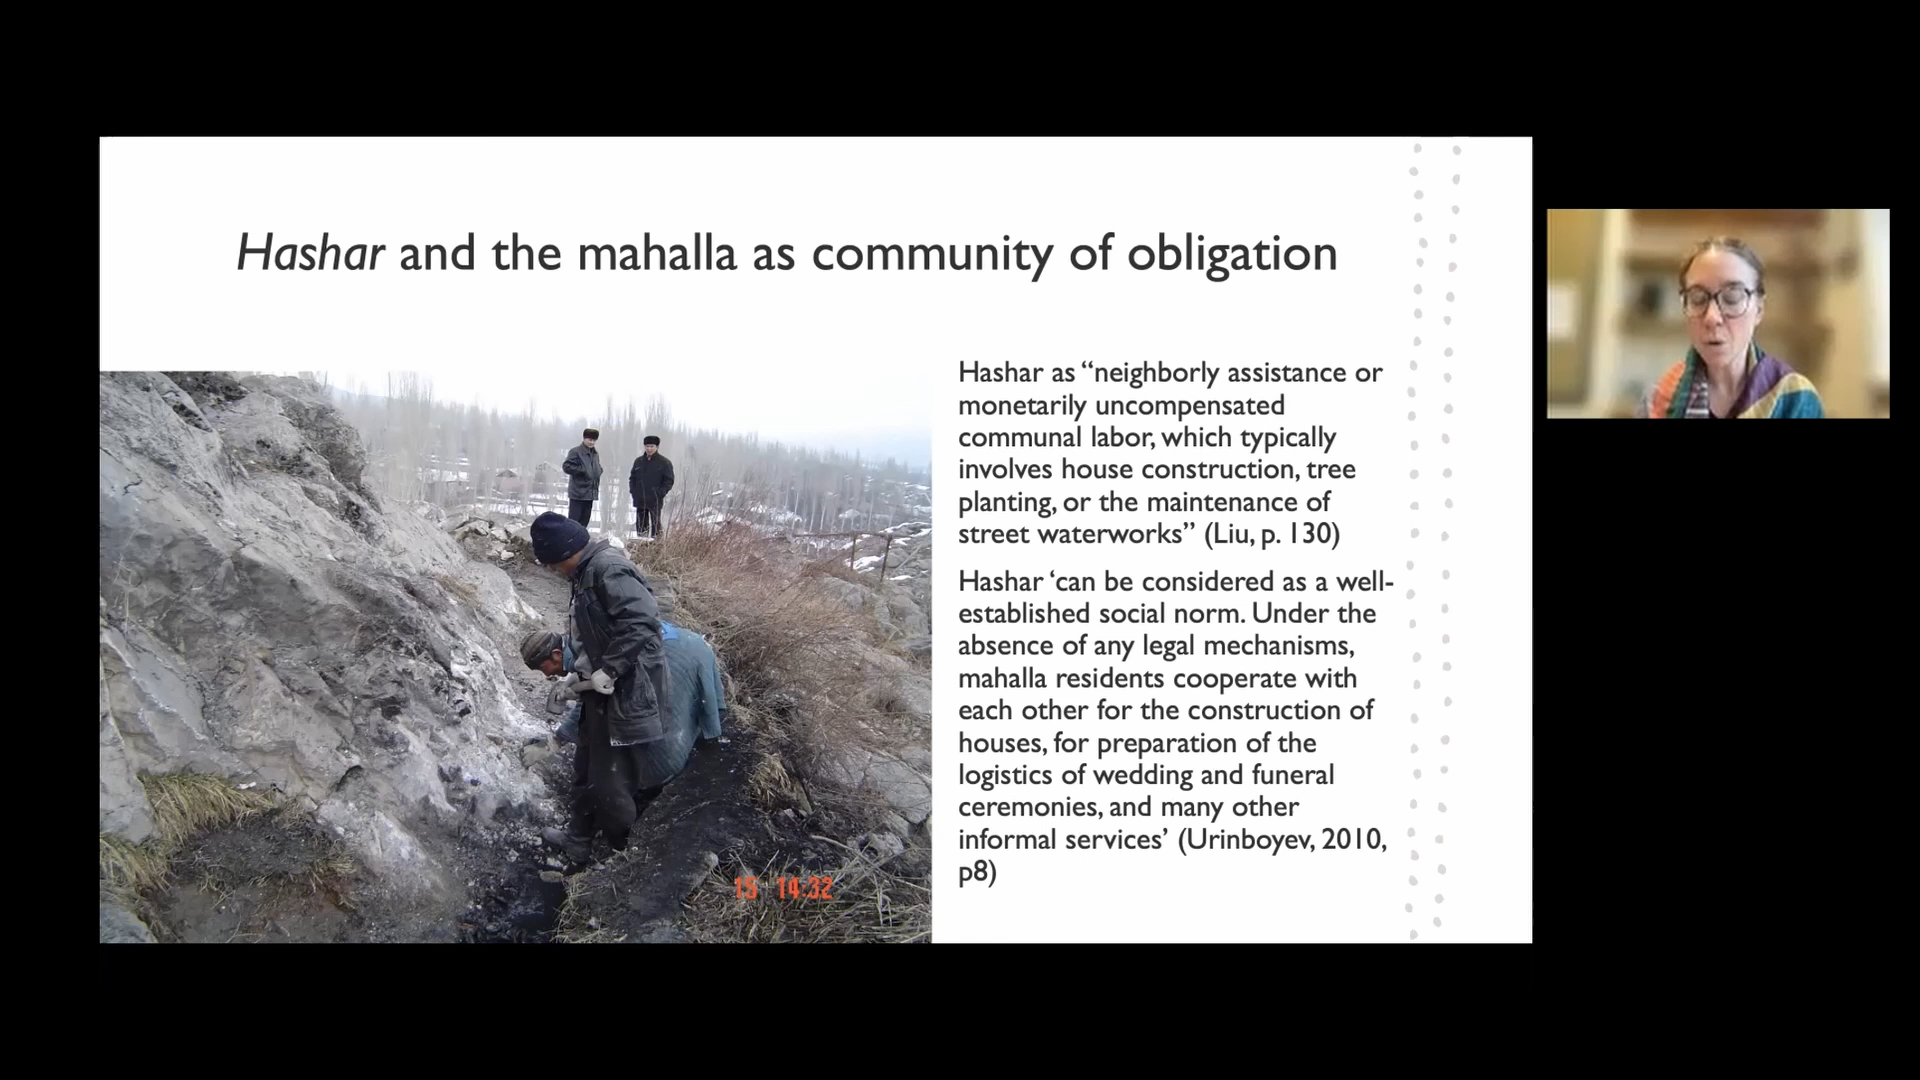 Hashar and the mahalla as community of obligation
Hashar as “neighborly assistance or
monetarily uncompensated
communal labor, which typically
involves house construction, tree
planting, or the maintenance of
street waterworks” (Liu, p. 130)
Hashar ‘can be considered as a well-
established social norm. Under the
absence of any legal mechanisms,
mahalla residents cooperate with
each other for the construction of
houses, for preparation of the
logistics of wedding and funeral
ceremonies, and many other
informal services’ (Urinboyev, 2010,
p8)
15 14:32